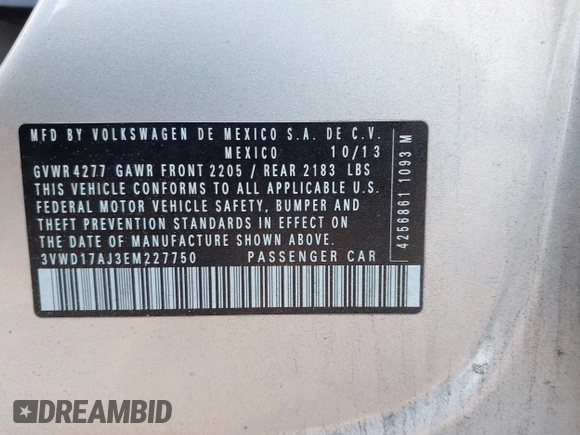 MFD BY VOLKSWAGEN DE MEXICO S.A. DE C.V.
MEXICO 10/13
GVWR 4277 GAWR FRONT 2205 / REAR 2183 LBS
THIS VEHICLE CONFORMS TO ALL APPLICABLE U.S.
FEDERAL MOTOR VEHICLE SAFETY, BUMPER AND
THEFT PREVENTION STANDARDS IN EFFECT ON
THE DATE OF MANUFACTURE SHOWN ABOVE.
3VWD17AJ3EM227750 PASSENGER CAR
4256861 1093 M
DREAMBID